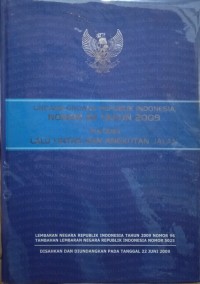 UNDANG-UNDANG REPUBLIK INDONESIA
NOMOR 22 TAHUN 2009
TENTANG
LALU LINTAS DAN ANGKUTAN JALAN
LEMBARAN NEGARA REPUBLIK INDONESIA TAHUN 2009 NOMOR 96
TAMBAHAN LEMBARAN NEGARA REPUBLIK INDONESIA NOMOR 5025
DISAHKAN DAN DIUNDANGKAN PADA TANGGAL 22 JUNI 2009